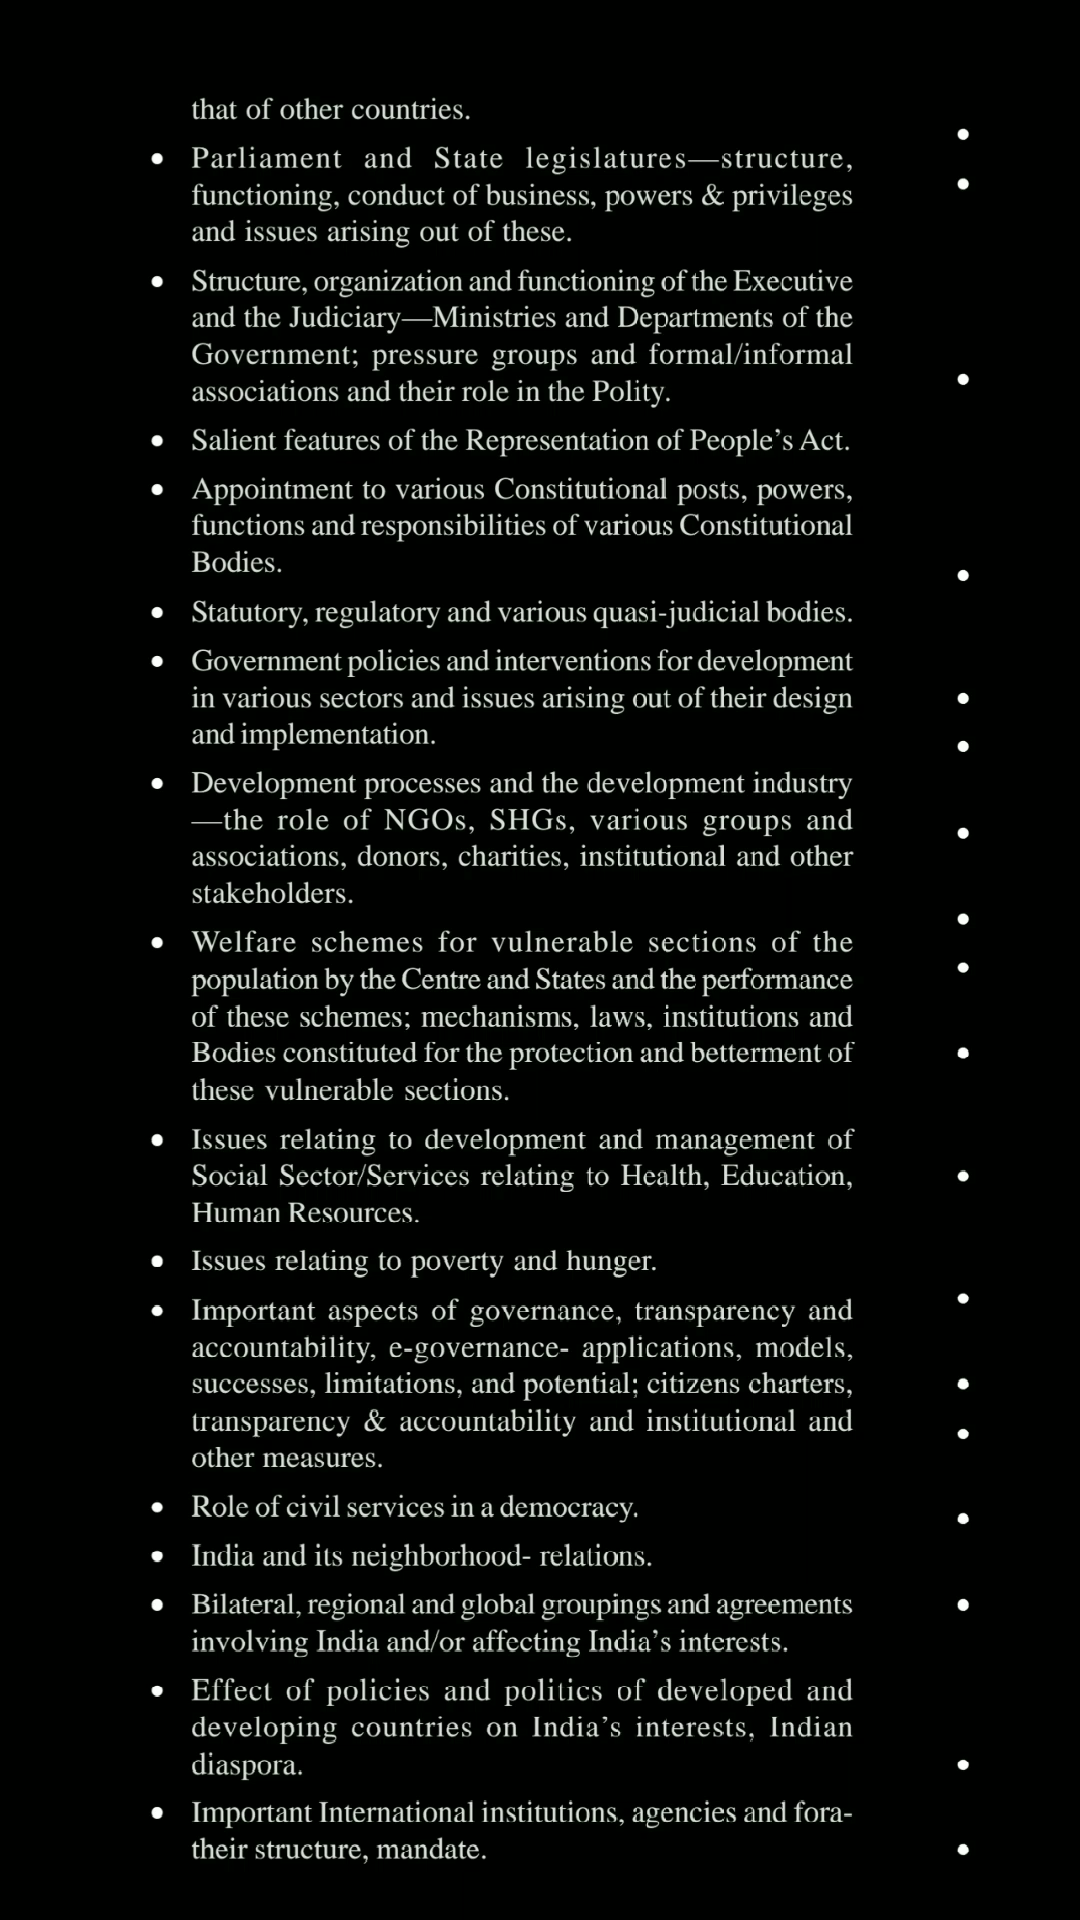 that of other countries.
• Parliament and State legislatures—structure,
functioning, conduct of business, powers & privileges
and issues arising out of these.
• Structure, organization and functioning of the Executive
and the Judiciary—Ministries and Departments of the
Government; pressure groups and formal/informal
associations and their role in the Polity.
• Salient features of the Representation of People’s Act.
• Appointment to various Constitutional posts, powers,
functions and responsibilities of various Constitutional
Bodies.
• Statutory, regulatory and various quasi-judicial bodies.
• Government policies and interventions for development
in various sectors and issues arising out of their design
and implementation.
• Development processes and the development industry
—the role of NGOs, SHGs, various groups and
associations, donors, charities, institutional and other
stakeholders.
• Welfare schemes for vulnerable sections of the
population by the Centre and States and the performance
of these schemes; mechanisms, laws, institutions and
Bodies constituted for the protection and betterment of
these vulnerable sections.
• Issues relating to development and management of
Social Sector/Services relating to Health, Education,
Human Resources.
• Issues relating to poverty and hunger.
• Important aspects of governance, transparency and
accountability, e-governance- applications, models,
successes, limitations, and potential; citizens charters,
transparency & accountability and institutional and
other measures.
• Role of civil services in a democracy.
• India and its neighborhood- relations.
• Bilateral, regional and global groupings and agreements
involving India and/or affecting India’s interests.
• Effect of policies and politics of developed and
developing countries on India’s interests, Indian
diaspora.
• Important International institutions, agencies and fora-
their structure, mandate.